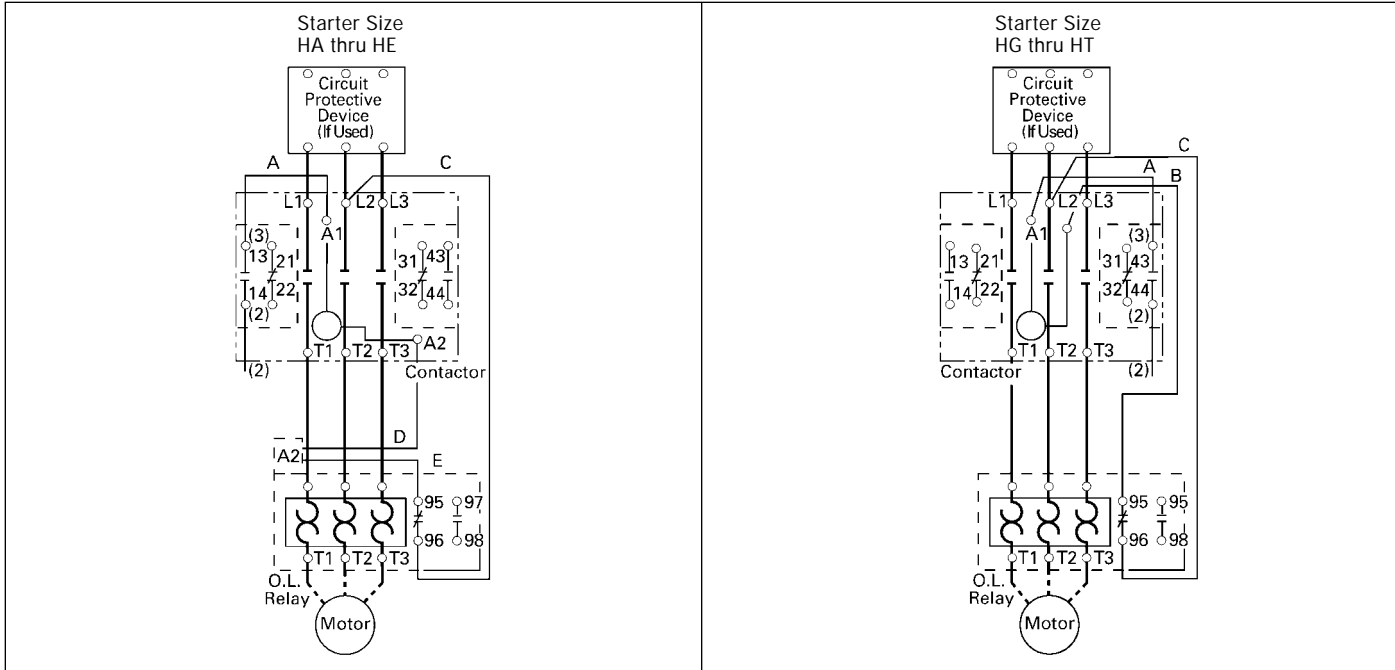 Starter Size
HA thru HE
Circuit
Protective
Device
(If Used)
A
C
L1
L2
L3
A1
(3)
13
21
31
43
14
22
32
44
(2)
A2
T1
T2
T3
(2)
Contactor
D
A2
E
95
97
96
98
T1
T2
T3
O.L.
Relay
Motor
Starter Size
HG thru HT
Circuit
Protective
Device
(If Used)
C
A
B
L1
L2
L3
A1
(3)
13
21
31
43
14
22
32
44
(2)
T1
T2
T3
Contactor
(2)
95
95
96
98
T1
T2
T3
O.L.
Relay
Motor